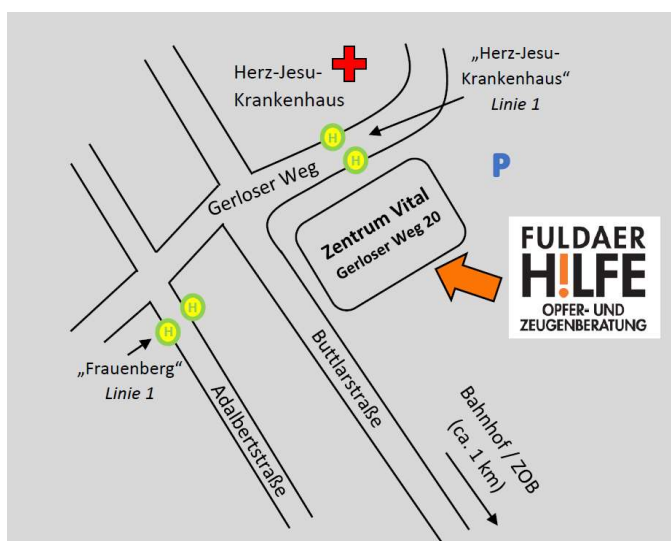 Herz-Jesu-
Krankenhaus
„Herz-Jesu-
Krankenhaus“
Linie 1
H
H
Gerloser Weg
P
Zentrum Vital
Gerloser Weg 20
FULDAER
H!LFE
OPFER- UND
ZEUGENBERATUNG
H
H
„Frauenberg“
Linie 1
Adalbertstraße
Buttlarstraße
Bahnhof / ZOB
(ca. 1 km)